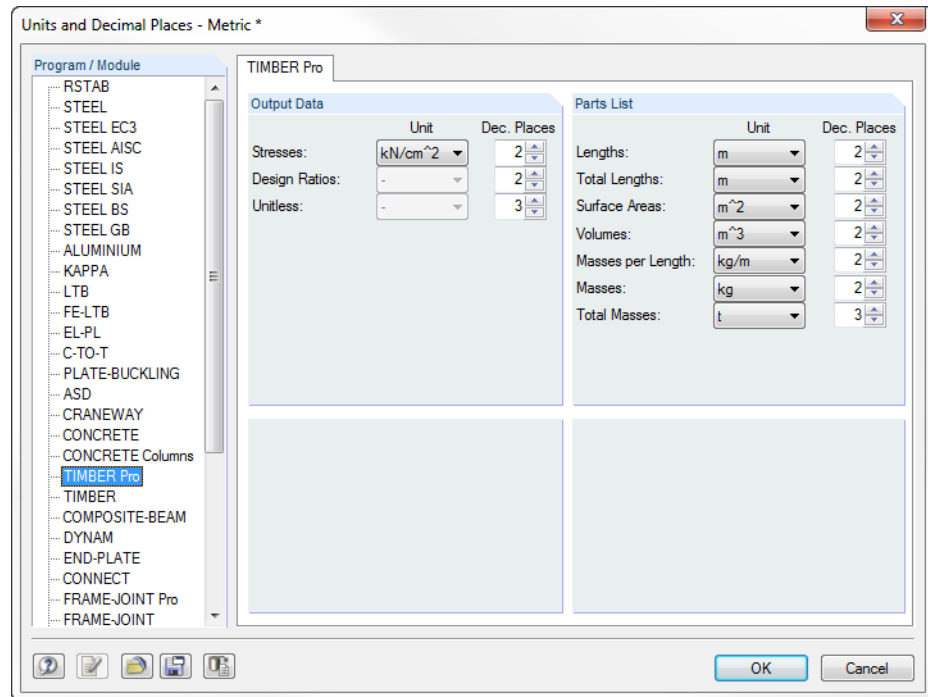 Units and Decimal Places - Metric *
Program / Module
RSTAB
STEEL
STEEL EC3
STEEL AISC
STEEL IS
STEEL SIA
STEEL BS
STEEL GB
ALUMINIUM
KAPPA
LTB
FE-LTB
EL-PL
C-TO-T
PLATE-BUCKLING
ASD
CRANEWAY
CONCRETE
CONCRETE Columns
TIMBER Pro
TIMBER
COMPOSITE-BEAM
DYNAM
END-PLATE
CONNECT
FRAME-JOINT Pro
FRAME-JOINT
TIMBER Pro
Output Data
Unit Dec. Places
Stresses: kN/cm^2 2
Design Ratios: - 2
Unitless: - 3
Parts List
Unit Dec. Places
Lengths: m 2
Total Lengths: m 2
Surface Areas: m^2 2
Volumes: m^3 2
Masses per Length: kg/m 2
Masses: kg 2
Total Masses: t 3
OK Cancel